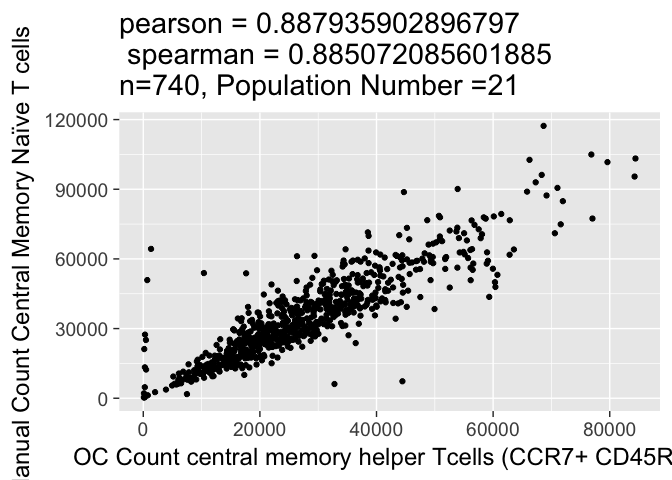 pearson = 0.887935902896797
spearman = 0.885072085601885
n=740, Population Number =21
anual Count Central Memory Naïve T cells
120000
90000
60000
30000
0
0 20000 40000 60000 80000
OC Count central memory helper Tcells (CCR7+ CD45R